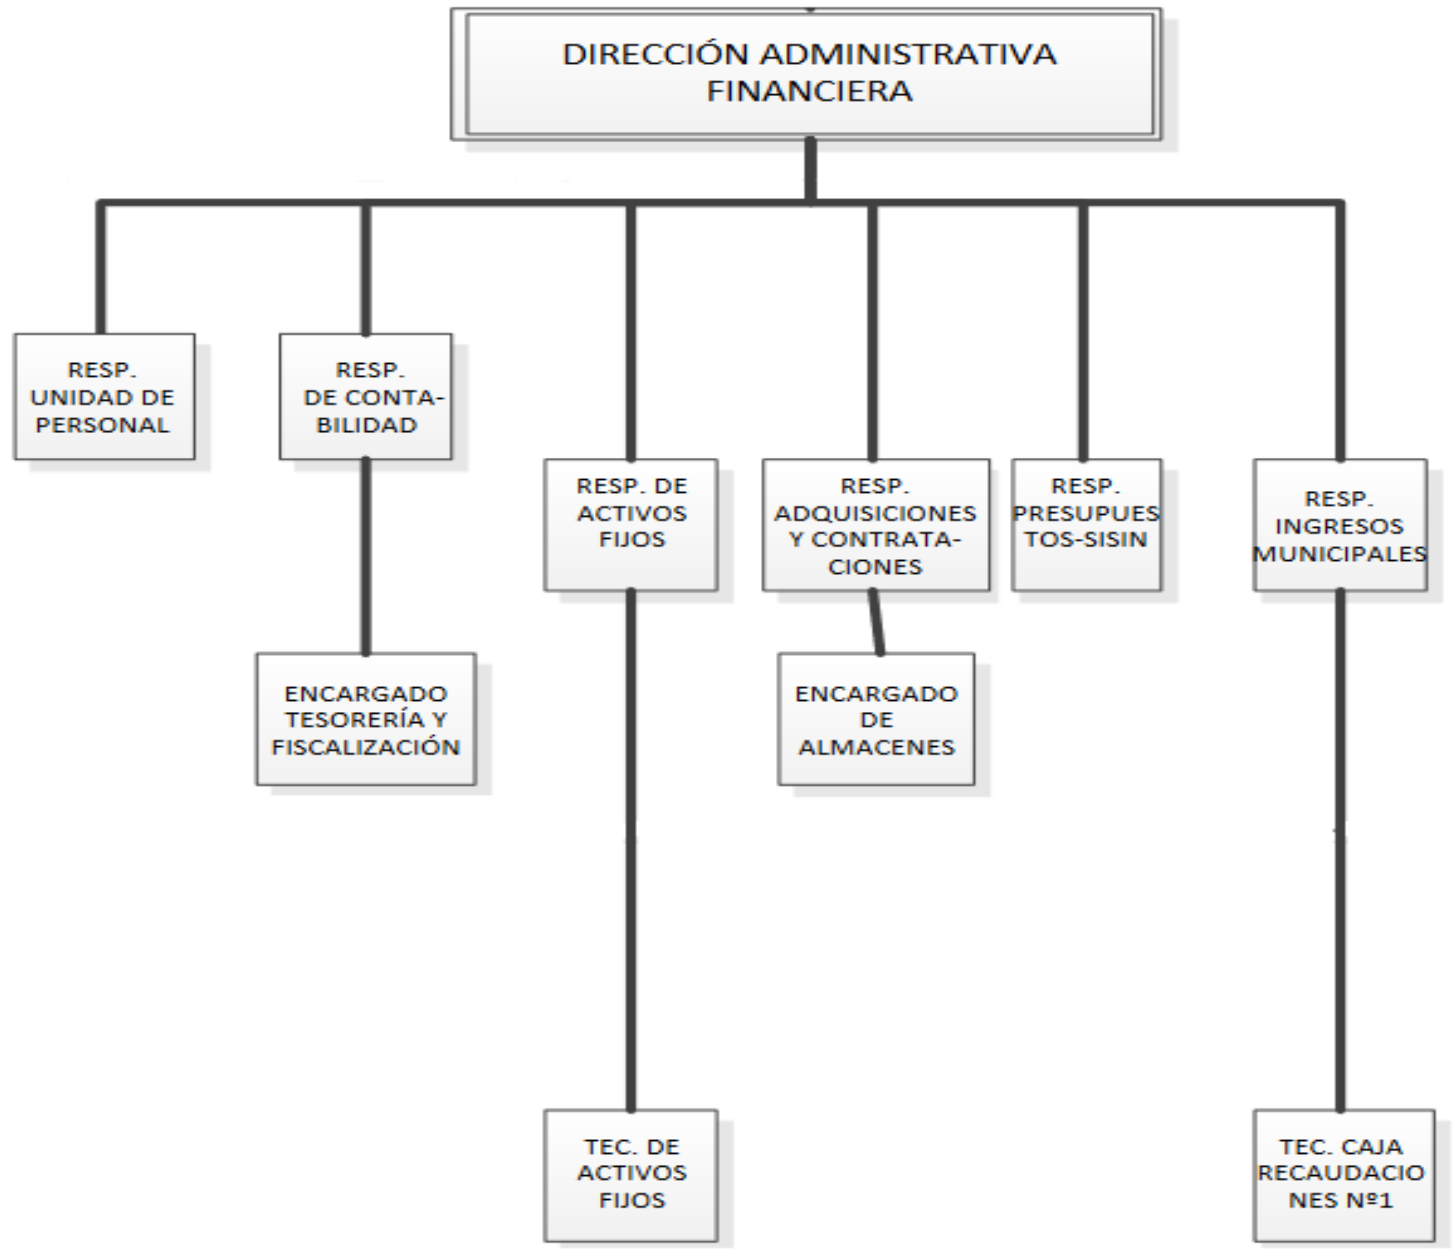 DIRECCIÓN ADMINISTRATIVA
FINANCIERA
RESP.
UNIDAD DE
PERSONAL
RESP.
DE CONTA-
BILIDAD
RESP. DE
ACTIVOS
FIJOS
RESP.
ADQUISICIONES
Y CONTRATA-
CIONES
RESP.
PRESUPUES
TOS-SISIN
RESP.
INGRESOS
MUNICIPALES
ENCARGADO
TESORERÍA Y
FISCALIZACIÓN
ENCARGADO
DE
ALMACENES
TEC. DE
ACTIVOS
FIJOS
TEC. CAJA
RECAUDACIO
NES Nº1